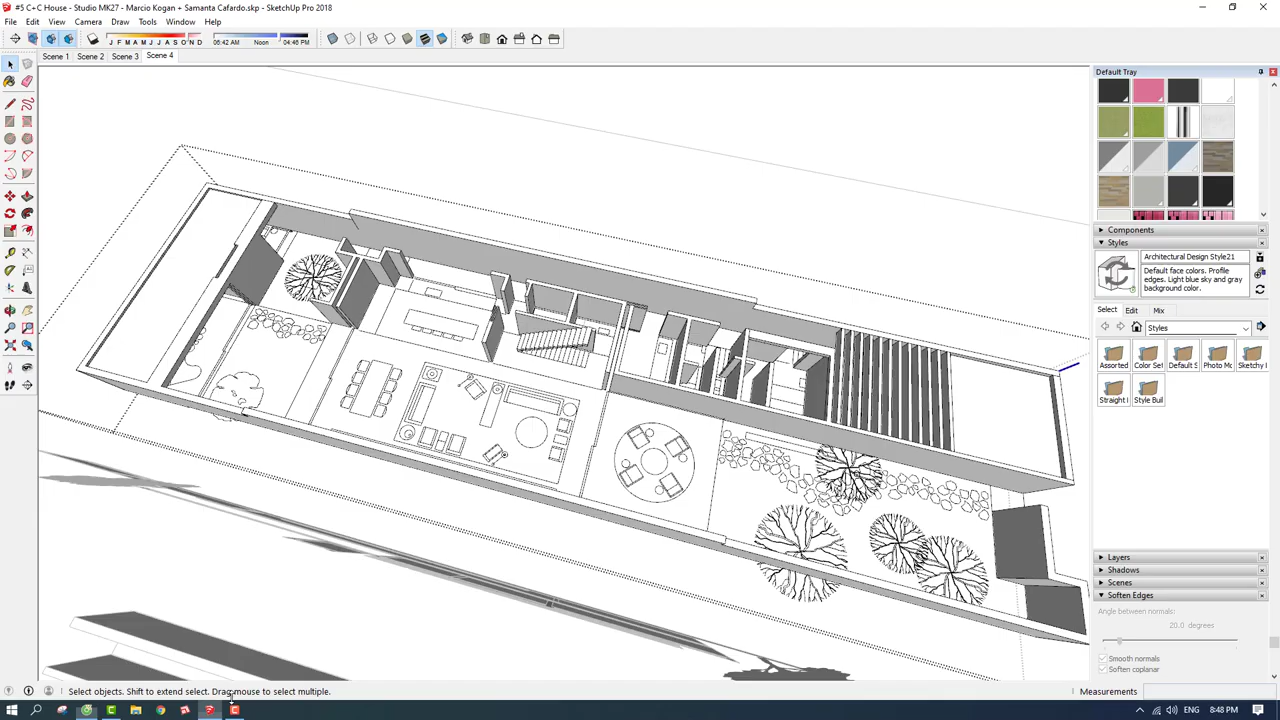 #5 C+C House - Studio MK27 - Marcio Kogan + Samanta Cafardo.skp - SketchUp Pro 2018
File Edit View Camera Draw Tools Window Help
J F M A M J J A S O N D 06:42 AM Noon 04:46 PM
Scene 1 Scene 2 Scene 3 Scene 4
Default Tray
Components
Styles
Architectural Design Style21
Default face colors. Profile
edges. Light blue sky and gray
background color.
Select Edit Mix
Styles
Assorted Color Set Default S Photo Mo Sketchy
Straight Style Buil
Layers
Shadows
Scenes
Soften Edges
Angle between normals:
20.0 degrees
Smooth normals
Soften coplanar
Select objects. Shift to extend select. Drag mouse to select multiple.
Measurements
ENG 8:48 PM